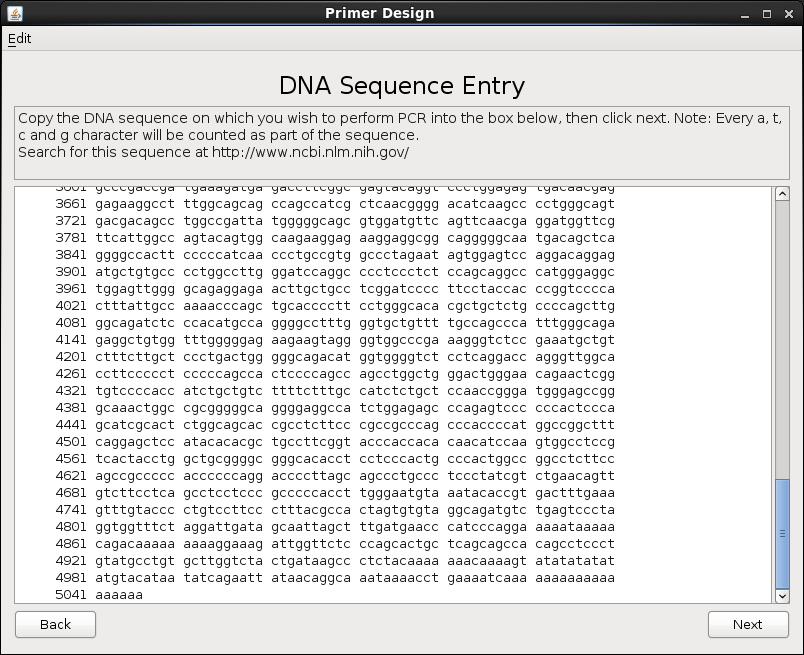 Primer Design
Edit
DNA Sequence Entry
Copy the DNA sequence on which you wish to perform PCR into the box below, then click next. Note: Every a, t,
c and g character will be counted as part of the sequence.
Search for this sequence at http://www.ncbi.nlm.nih.gov/
3601 gcccgaccga tgaaagatga gaccttcggc gagtacaggt ccctggagag tgacaacgag
3661 gagaaggcct ttggcagcag ccagccatcg ctcaacgggg acatcaagcc cctgggcagt
3721 gacgacagcc tggccgatta tgggggcagc gtggatgttc agttcaacga ggatggttcg
3781 ttcattggcc agtacagtgg caagaaggag aaggaggcgg cagggggcaa tgacagctca
3841 ggggccactt cccccatcaa ccctgccgtg gccctagaat agtggagtcc aggacaggag
3901 atgctgtgcc cctggccttg ggatccaggc ccctccctct ccagcaggcc catgggaggc
3961 tggagttggg gcagaggaga acttgctgcc tcggatcccc ttcctaccac ccggtcccca
4021 ctttattgcc aaaacccagc tgcacccctt cctgggcaca cgctgctctg ccccagcttg
4081 ggcagatctc ccacatgcca ggggcctttg ggtgctgttt tgccagccca tttgggcaga
4141 gaggctgtgg tttgggggag aagaagtagg ggtggcccga aagggtctcc gaaatgctgt
4201 ctttcttgct ccctgactgg gggcagacat ggtggggtct cctcaggacc agggttggca
4261 ccttccccct cccccagcca ctccccagcc agcctggctg ggactgggaa cagaactcgg
4321 tgtccccacc atctgctgtc ttttctttgc catctctgct ccaaccggga tgggagccgg
4381 gcaaactggc cgcgggggca ggggaggcca tctggagagc ccagagtccc cccactccca
4441 gcatcgcact ctggcagcac cgcctcttcc cgccgcccag cccaccccat ggccggcttt
4501 caggagctcc atacacacgc tgccttcggt acccaccaca caacatccaa gtggcctccg
4561 tcactacctg gctgcggggc gggcacacct cctcccactg cccactggcc ggcctcttcc
4621 agccgccccc accccccagg accccttagc agccctgccc tccctatcgt ctgaacagtt
4681 gtcttcctca gcctcctccc gcccccacct tgggaatgta aatacaccgt gactttgaaa
4741 gtttgtaccc ctgtccttcc ctttacgcca ctagtgtgta ggcagatgtc tgagtcccta
4801 ggtggtttct aggattgata gcaattagct ttgatgaacc catcccagga aaaataaaaa
4861 cagacaaaaa aaaaggaaag attggttctc ccagcactgc tcagcagcca cagcctccct
4921 gtatgcctgt gcttggtcta ctgataagcc ctctacaaaa aaacaaaagt atatatatat
4981 atgtacataa tatcagaatt ataacaggca aataaaacct gaaaatcaaa aaaaaaaaaa
5041 aaaaaa
Back
Next